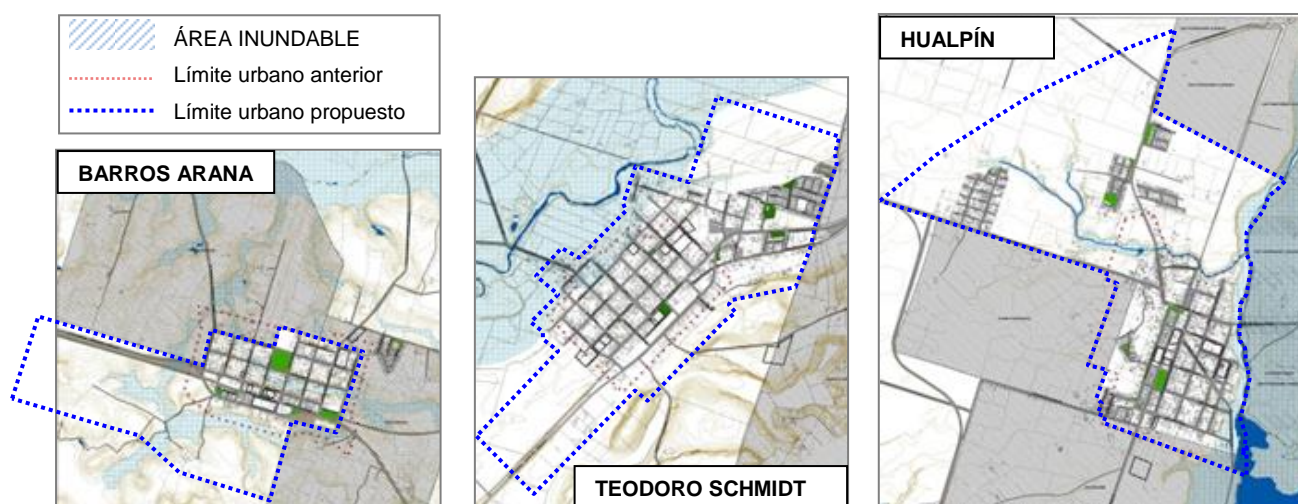 ÁREA INUNDABLE
Límite urbano anterior
Límite urbano propuesto
BARROS ARANA
TEODORO SCHMIDT
HUALPÍN